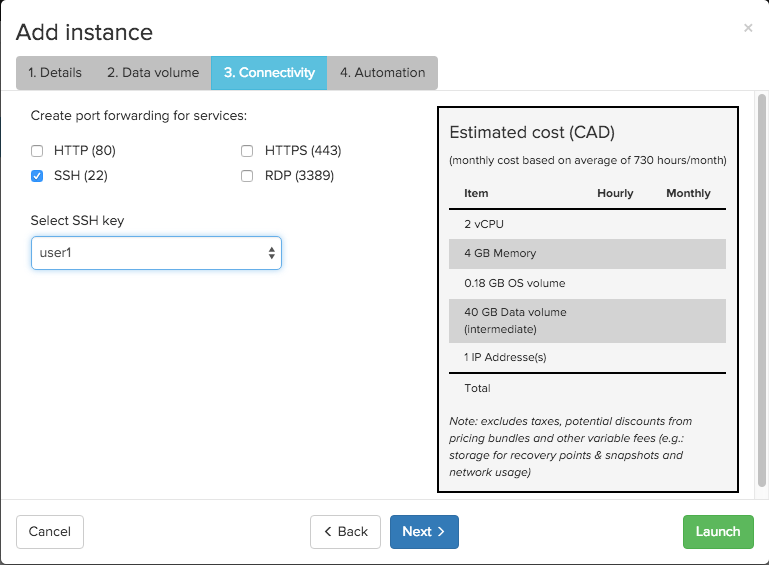 Add instance
×
1. Details 2. Data volume 3. Connectivity 4. Automation
Create port forwarding for services:
HTTP (80) HTTPS (443)
SSH (22) RDP (3389)
Select SSH key
user1
Estimated cost (CAD)
(monthly cost based on average of 730 hours/month)
Item Hourly Monthly
2 vCPU
4 GB Memory
0.18 GB OS volume
40 GB Data volume
(intermediate)
1 IP Addresse(s)
Total
Note: excludes taxes, potential discounts from
pricing bundles and other variable fees (e.g.:
storage for recovery points & snapshots and
network usage)
Cancel < Back Next > Launch